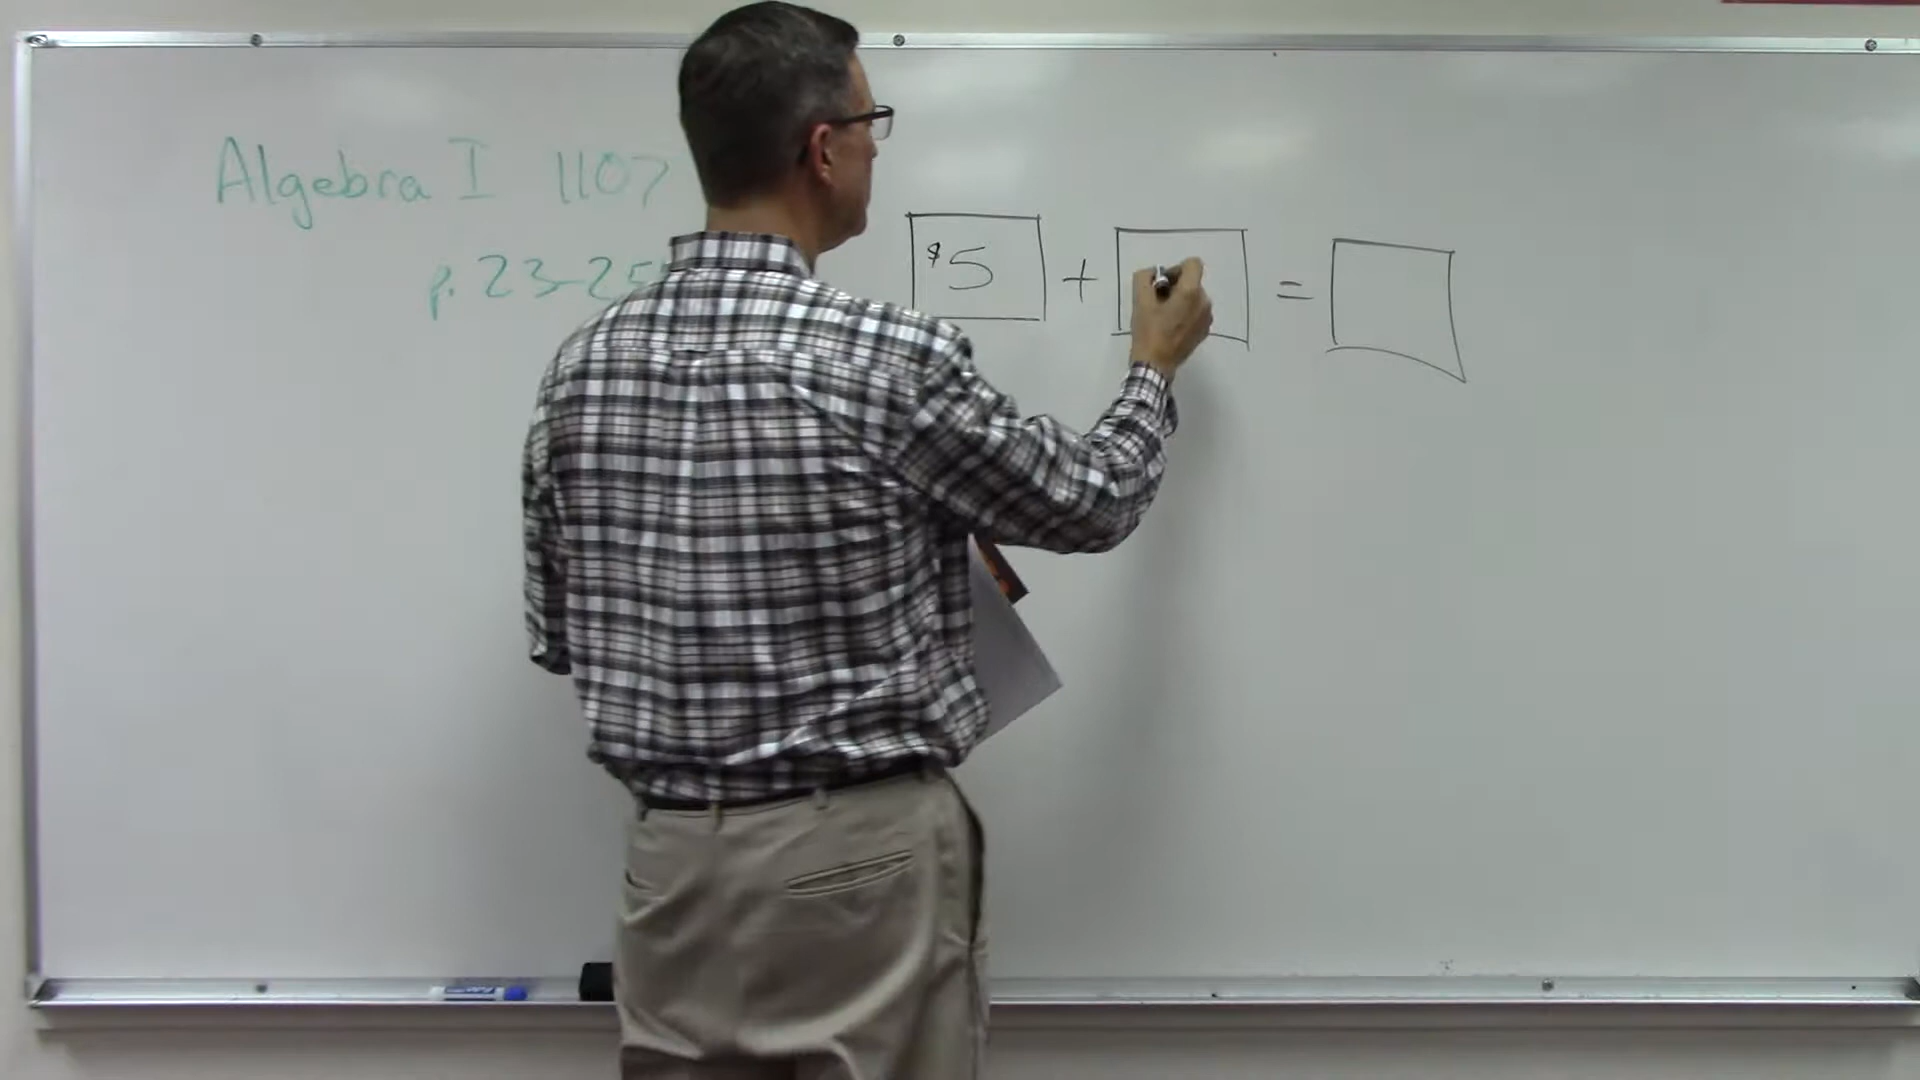 Algebra I 1107
p. 23-25
$5 + =